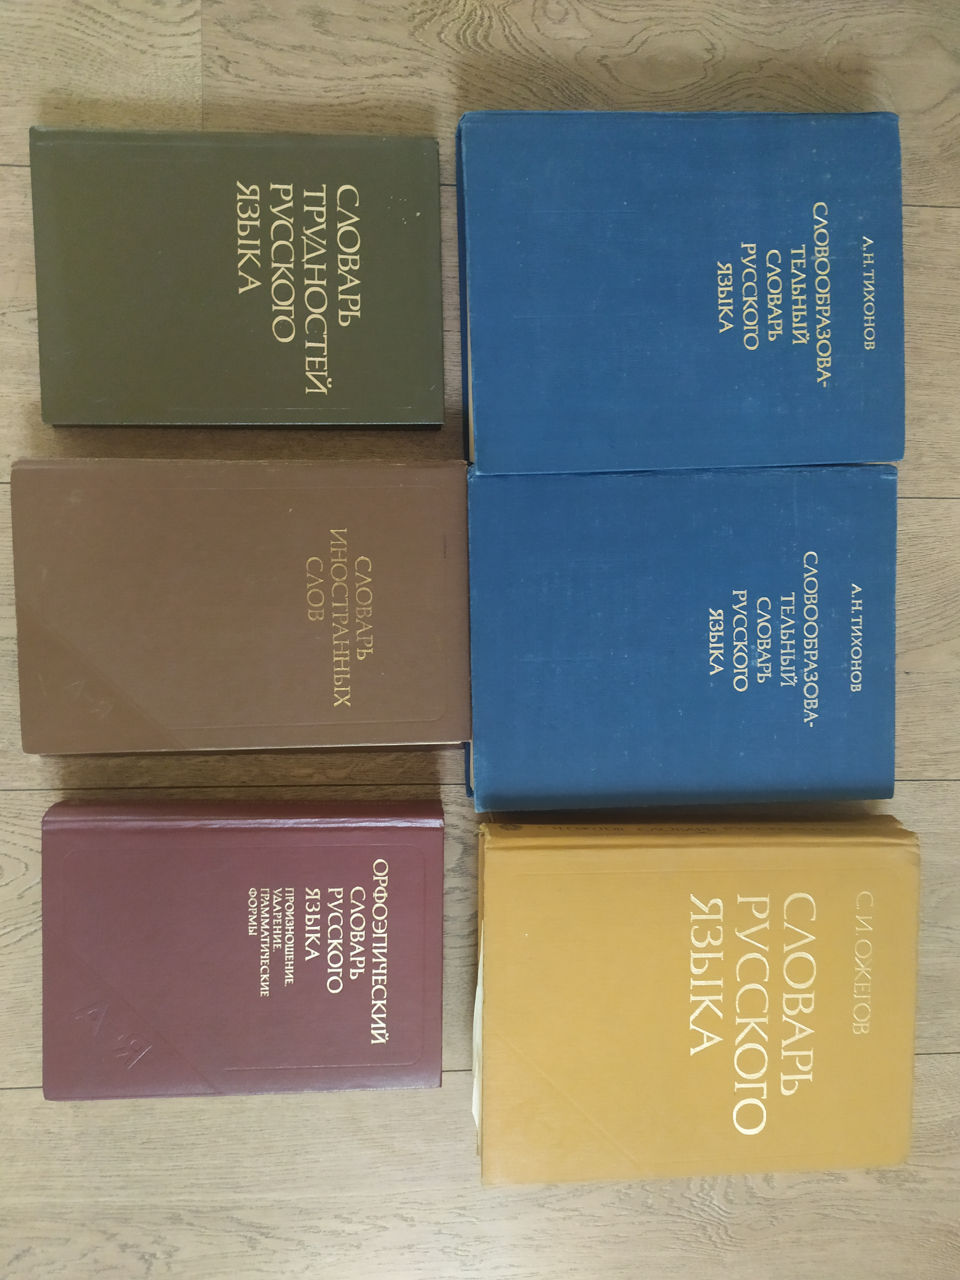 СЛОВАРЬ
ТРУДНОСТЕЙ
РУССКОГО
ЯЗЫКА
СЛОВАРЬ
ИНОСТРАННЫХ
СЛОВ
ОРФОЭПИЧЕСКИЙ
СЛОВАРЬ
РУССКОГО
ЯЗЫКА
ПРОИЗНОШЕНИЕ,
УДАРЕНИЕ,
ГРАММАТИЧЕСКИЕ
ФОРМЫ
А Я
А.Н.ТИХОНОВ
СЛОВООБРАЗОВА-
ТЕЛЬНЫЙ
СЛОВАРЬ
РУССКОГО
ЯЗЫКА
А.Н.ТИХОНОВ
СЛОВООБРАЗОВА-
ТЕЛЬНЫЙ
СЛОВАРЬ
РУССКОГО
ЯЗЫКА
С.И.ОЖЕГОВ
СЛОВАРЬ
РУССКОГО
ЯЗЫКА